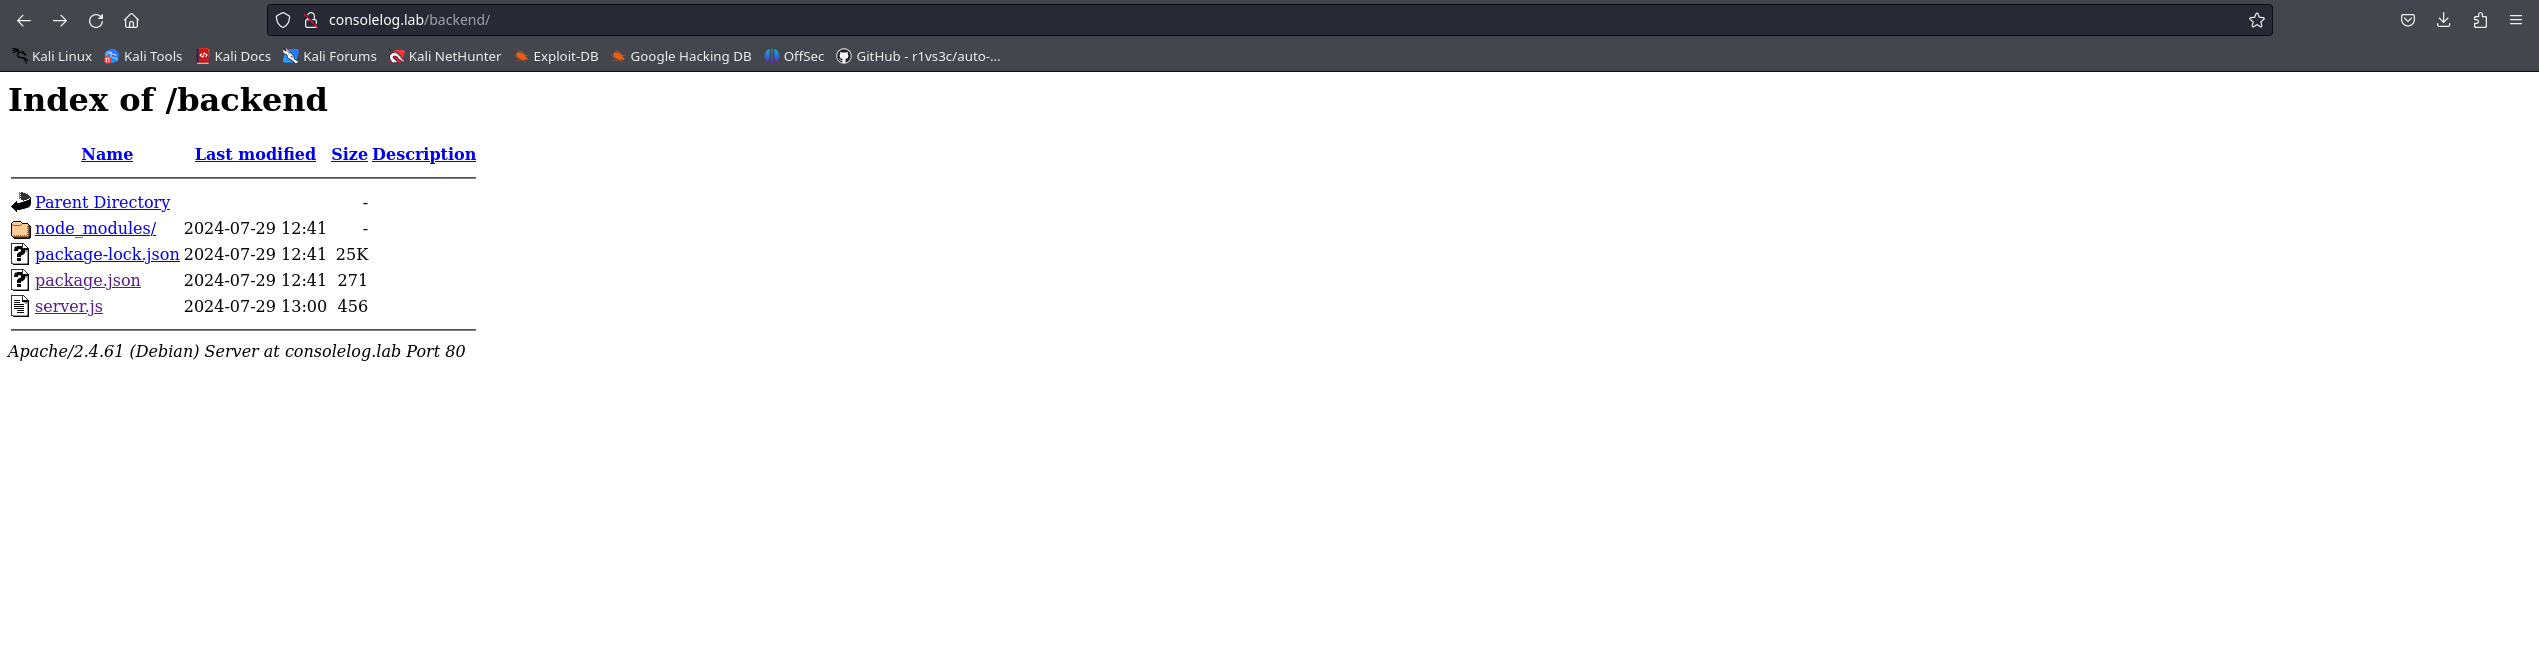 consolelog.lab/backend/
Kali Linux Kali Tools Kali Docs Kali Forums Kali NetHunter Exploit-DB Google Hacking DB OffSec GitHub - r1vs3c/auto-...
Index of /backend
Name Last modified Size Description
Parent Directory -
node_modules/ 2024-07-29 12:41 -
package-lock.json 2024-07-29 12:41 25K
package.json 2024-07-29 12:41 271
server.js 2024-07-29 13:00 456
Apache/2.4.61 (Debian) Server at consolelog.lab Port 80